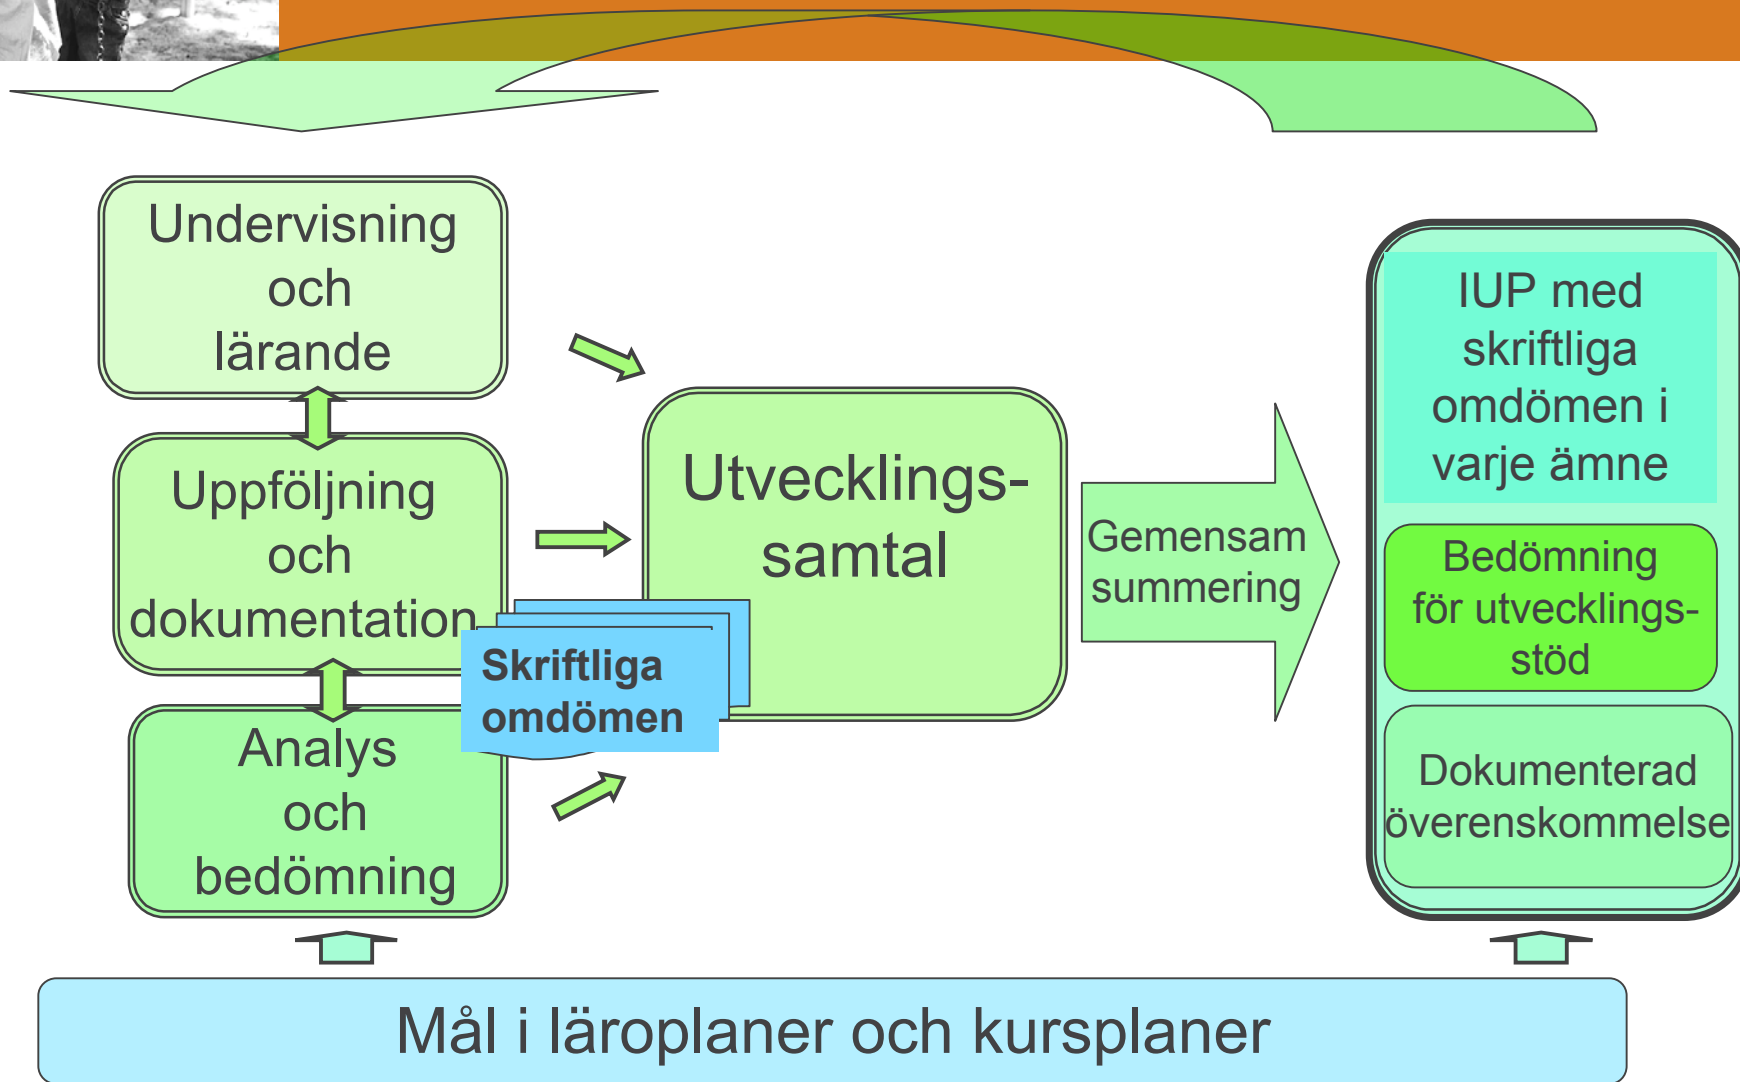 Undervisning
och
lärande
Uppföljning
och
dokumentation
Analys
och
bedömning
Skriftliga
omdömen
Utvecklings-
samtal
Gemensam
summering
IUP med
skriftliga
omdömen i
varje ämne
Bedömning
för utvecklings-
stöd
Dokumenterad
överenskommelse
Mål i läroplaner och kursplaner